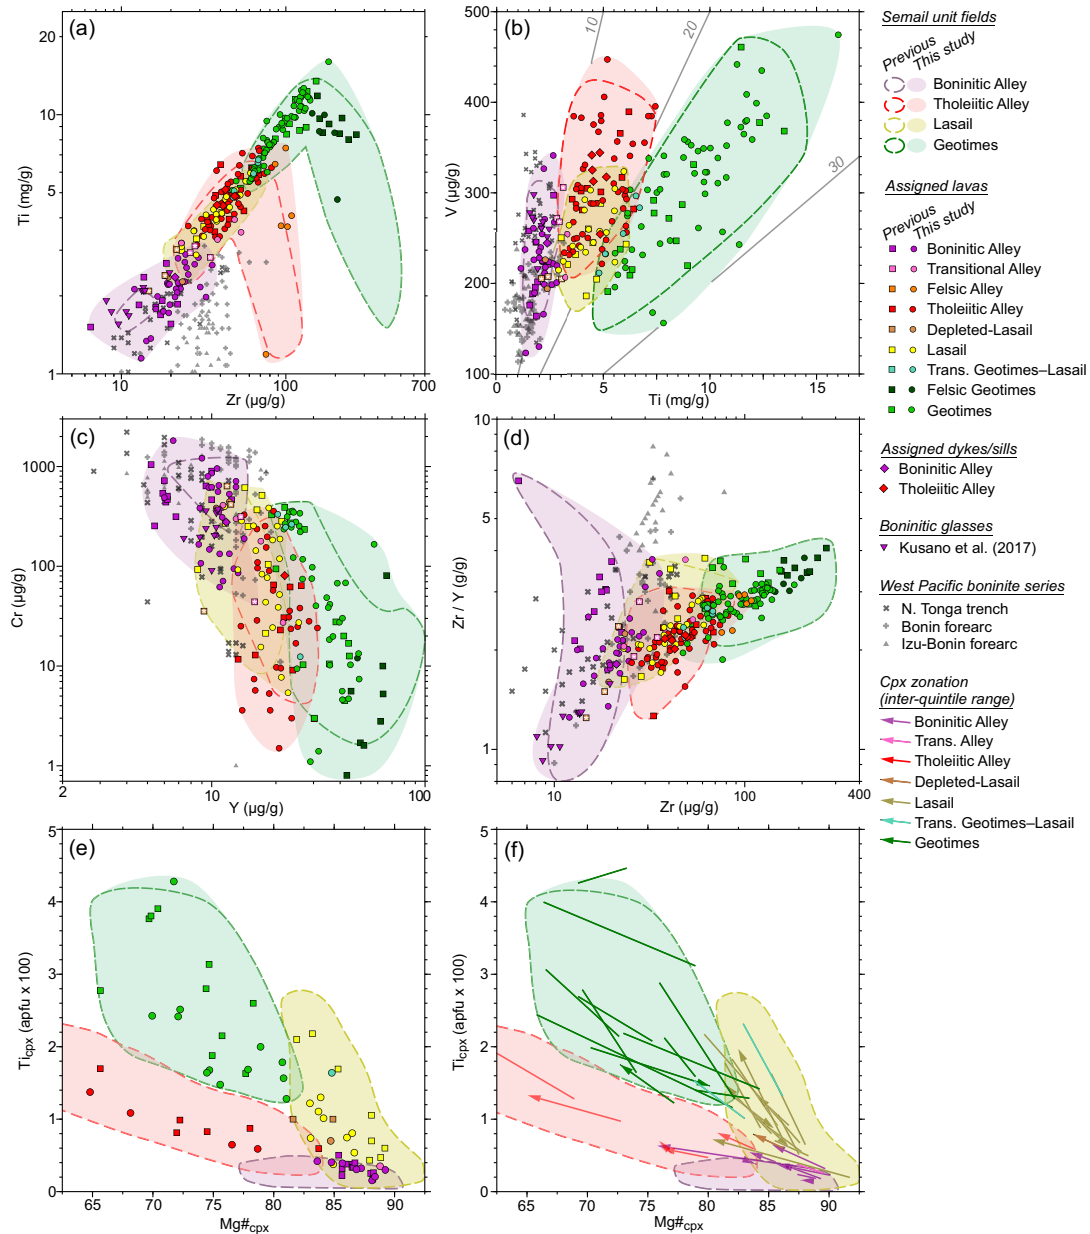 (a)
25
10
5
1
Ti (mg/g)
10
100
700
Zr (µg/g)
(b)
500
400
300
200
100
V (µg/g)
10
20
30
1
5
10
15
Ti (mg/g)
(c)
1000
100
10
1
Cr (µg/g)
2
10
100
Y (µg/g)
(d)
10
5
1
Zr / Y (g/g)
10
100
400
Zr (µg/g)
(e)
5
4
3
2
1
0
Ti cpx (apfu x 100)
65
70
75
80
85
90
Mg# cpx
(f)
5
4
3
2
1
0
Ti cpx (apfu x 100)
65
70
75
80
85
90
Mg# cpx
Semail unit fields
Previous
This study
Boninitic Alley
Tholeiitic Alley
Lasail
Geotimes
Assigned lavas
Previous
This study
Boninitic Alley
Transitional Alley
Felsic Alley
Tholeiitic Alley
Depleted-Lasail
Lasail
Trans. Geotimes–Lasail
Felsic Geotimes
Geotimes
Assigned dykes/sills
Boninitic Alley
Tholeiitic Alley
Boninitic glasses
Kusano et al. (2017)
West Pacific boninite series
N. Tonga trench
Bonin forearc
Izu-Bonin forearc
Cpx zonation
(inter-quintile range)
Boninitic Alley
Trans. Alley
Tholeiitic Alley
Depleted-Lasail
Lasail
Trans. Geotimes–Lasail
Geotimes